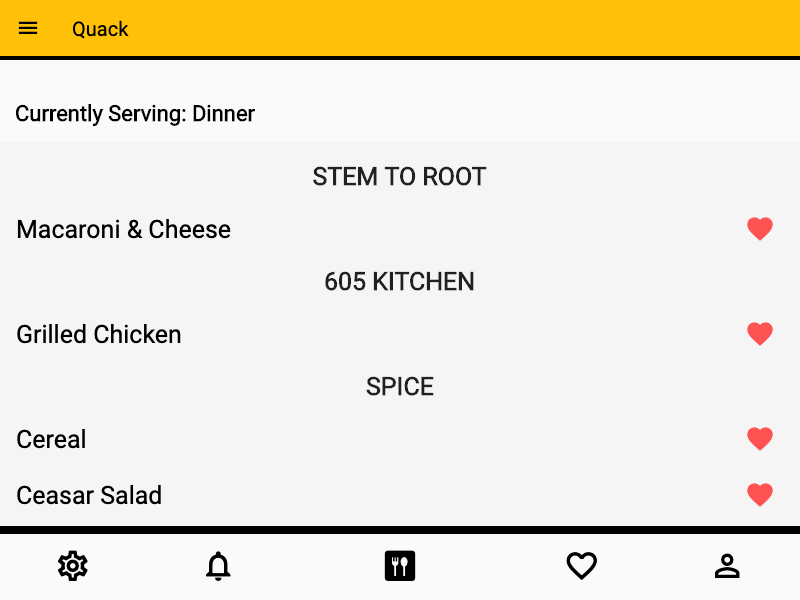 Quack
Currently Serving: Dinner
STEM TO ROOT
Macaroni & Cheese
605 KITCHEN
Grilled Chicken
SPICE
Cereal
Ceasar Salad